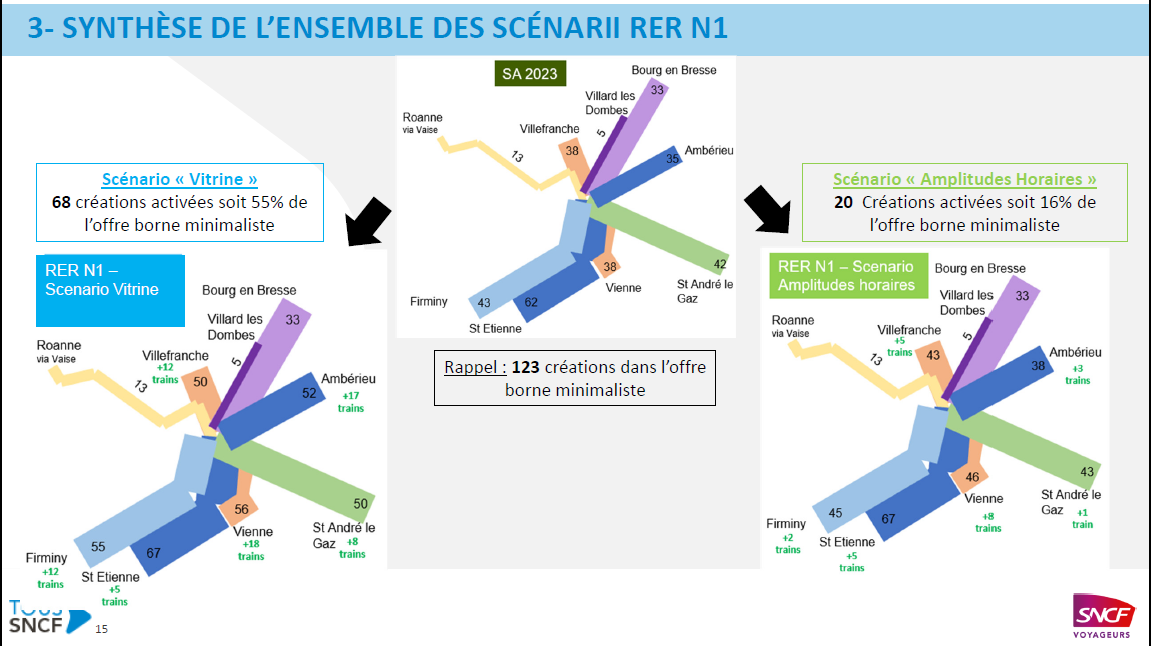 3- SYNTHÈSE DE L’ENSEMBLE DES SCÉNARII RER N1
SA 2023
Bourg en Bresse
33
Villard les
Dombes
5
Roanne
via Vaise
13
Villefranche
38
Ambérieu
35
42
St André le
Gaz
38
Vienne
Firminy
43
62
St Etienne
Rappel : 123 créations dans l’offre
borne minimaliste
Scénario « Vitrine »
68 créations activées soit 55% de
l’offre borne minimaliste
RER N1 –
Scenario Vitrine
Bourg en Bresse
33
Villard les
Dombes
5
Roanne
via Vaise
13
Villefranche
+12
trains
50
Ambérieu
52
+17
trains
50
St André le
Gaz
+8
trains
56
Vienne
+18
trains
55
67
Firminy
+12
trains
St Etienne
+5
trains
Scénario « Amplitudes Horaires »
20 Créations activées soit 16% de
l’offre borne minimaliste
RER N1 – Scenario
Amplitudes horaires
Bourg en Bresse
33
Villard les
Dombes
5
Roanne
via Vaise
13
Villefranche
+5
trains
43
Ambérieu
38
+3
trains
43
St André le
Gaz
+1
train
46
Vienne
+8
trains
45
67
Firminy
+2
trains
St Etienne
+5
trains
TOUS
SNCF
15
SNCF
VOYAGEURS